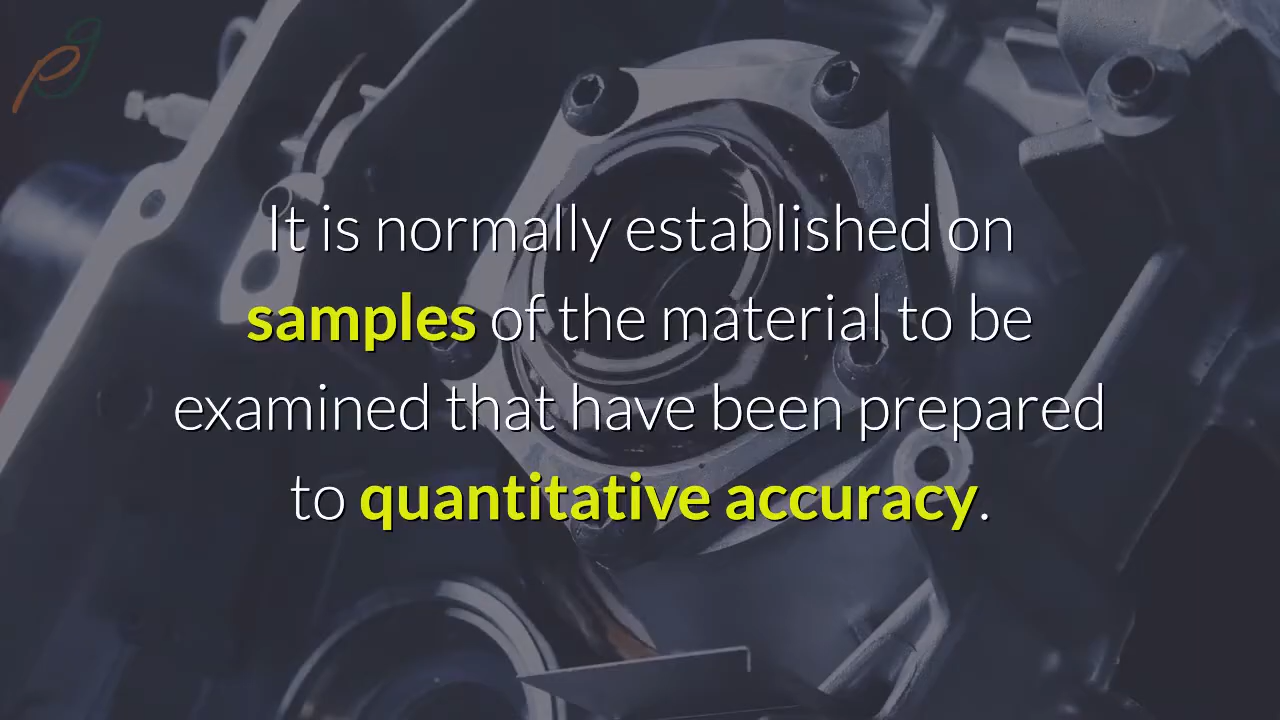 pg
It is normally established on
samples of the material to be
examined that have been prepared
to quantitative accuracy.